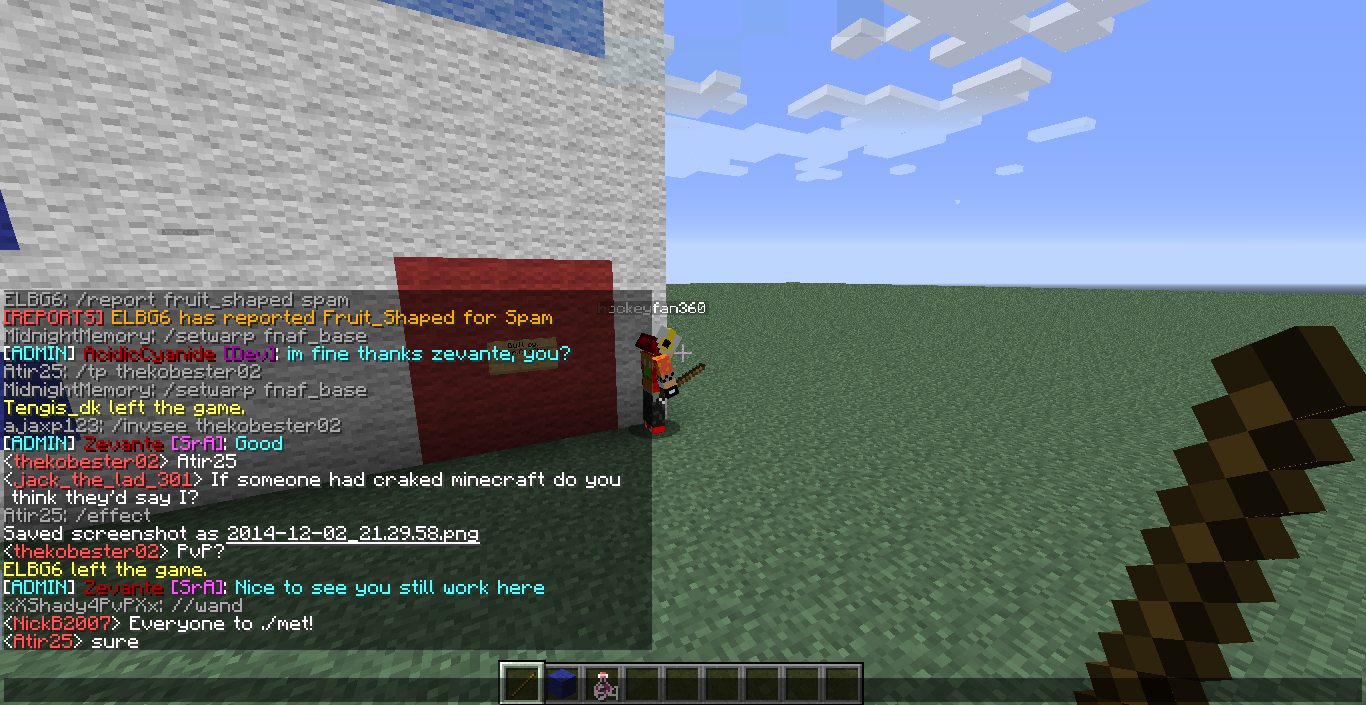 hockeyfan360
ELBG6: /report fruit_shaped spam
[REPORTS] ELBG6 has reported Fruit_Shaped for Spam
MidnightMemory: /setwarp fnaf_base
[ADMIN] AcidicCyanide [Dev]: im fine thanks zevante, you?
Atir25: /tp thekobester02
MidnightMemory: /setwarp fnaf_base
Tengis_dk left the game.
ajaxp123: /invsee thekobester02
[ADMIN] Zevante [SrA]: Good
<thekobester02> Atir25
<jack_the_lad_301> If someone had craked minecraft do you
think they'd say I?
Atir25: /effect
Saved screenshot as 2014-12-02_21.29.58.png
<thekobester02> PvP?
ELBG6 left the game.
[ADMIN] Zevante [SrA]: Nice to see you still work here
xXShady4PvPXx: //wand
<NickB2007> Everyone to ./met!
<Atir25> sure
64